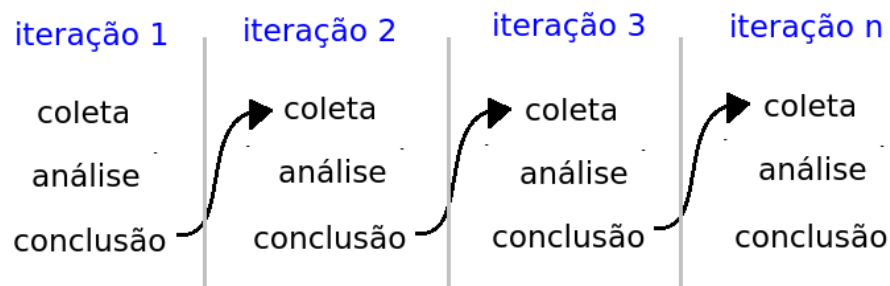 iteração 1
coleta
análise
conclusão
iteração 2
coleta
análise
conclusão
iteração 3
coleta
análise
conclusão
iteração n
coleta
análise
conclusão